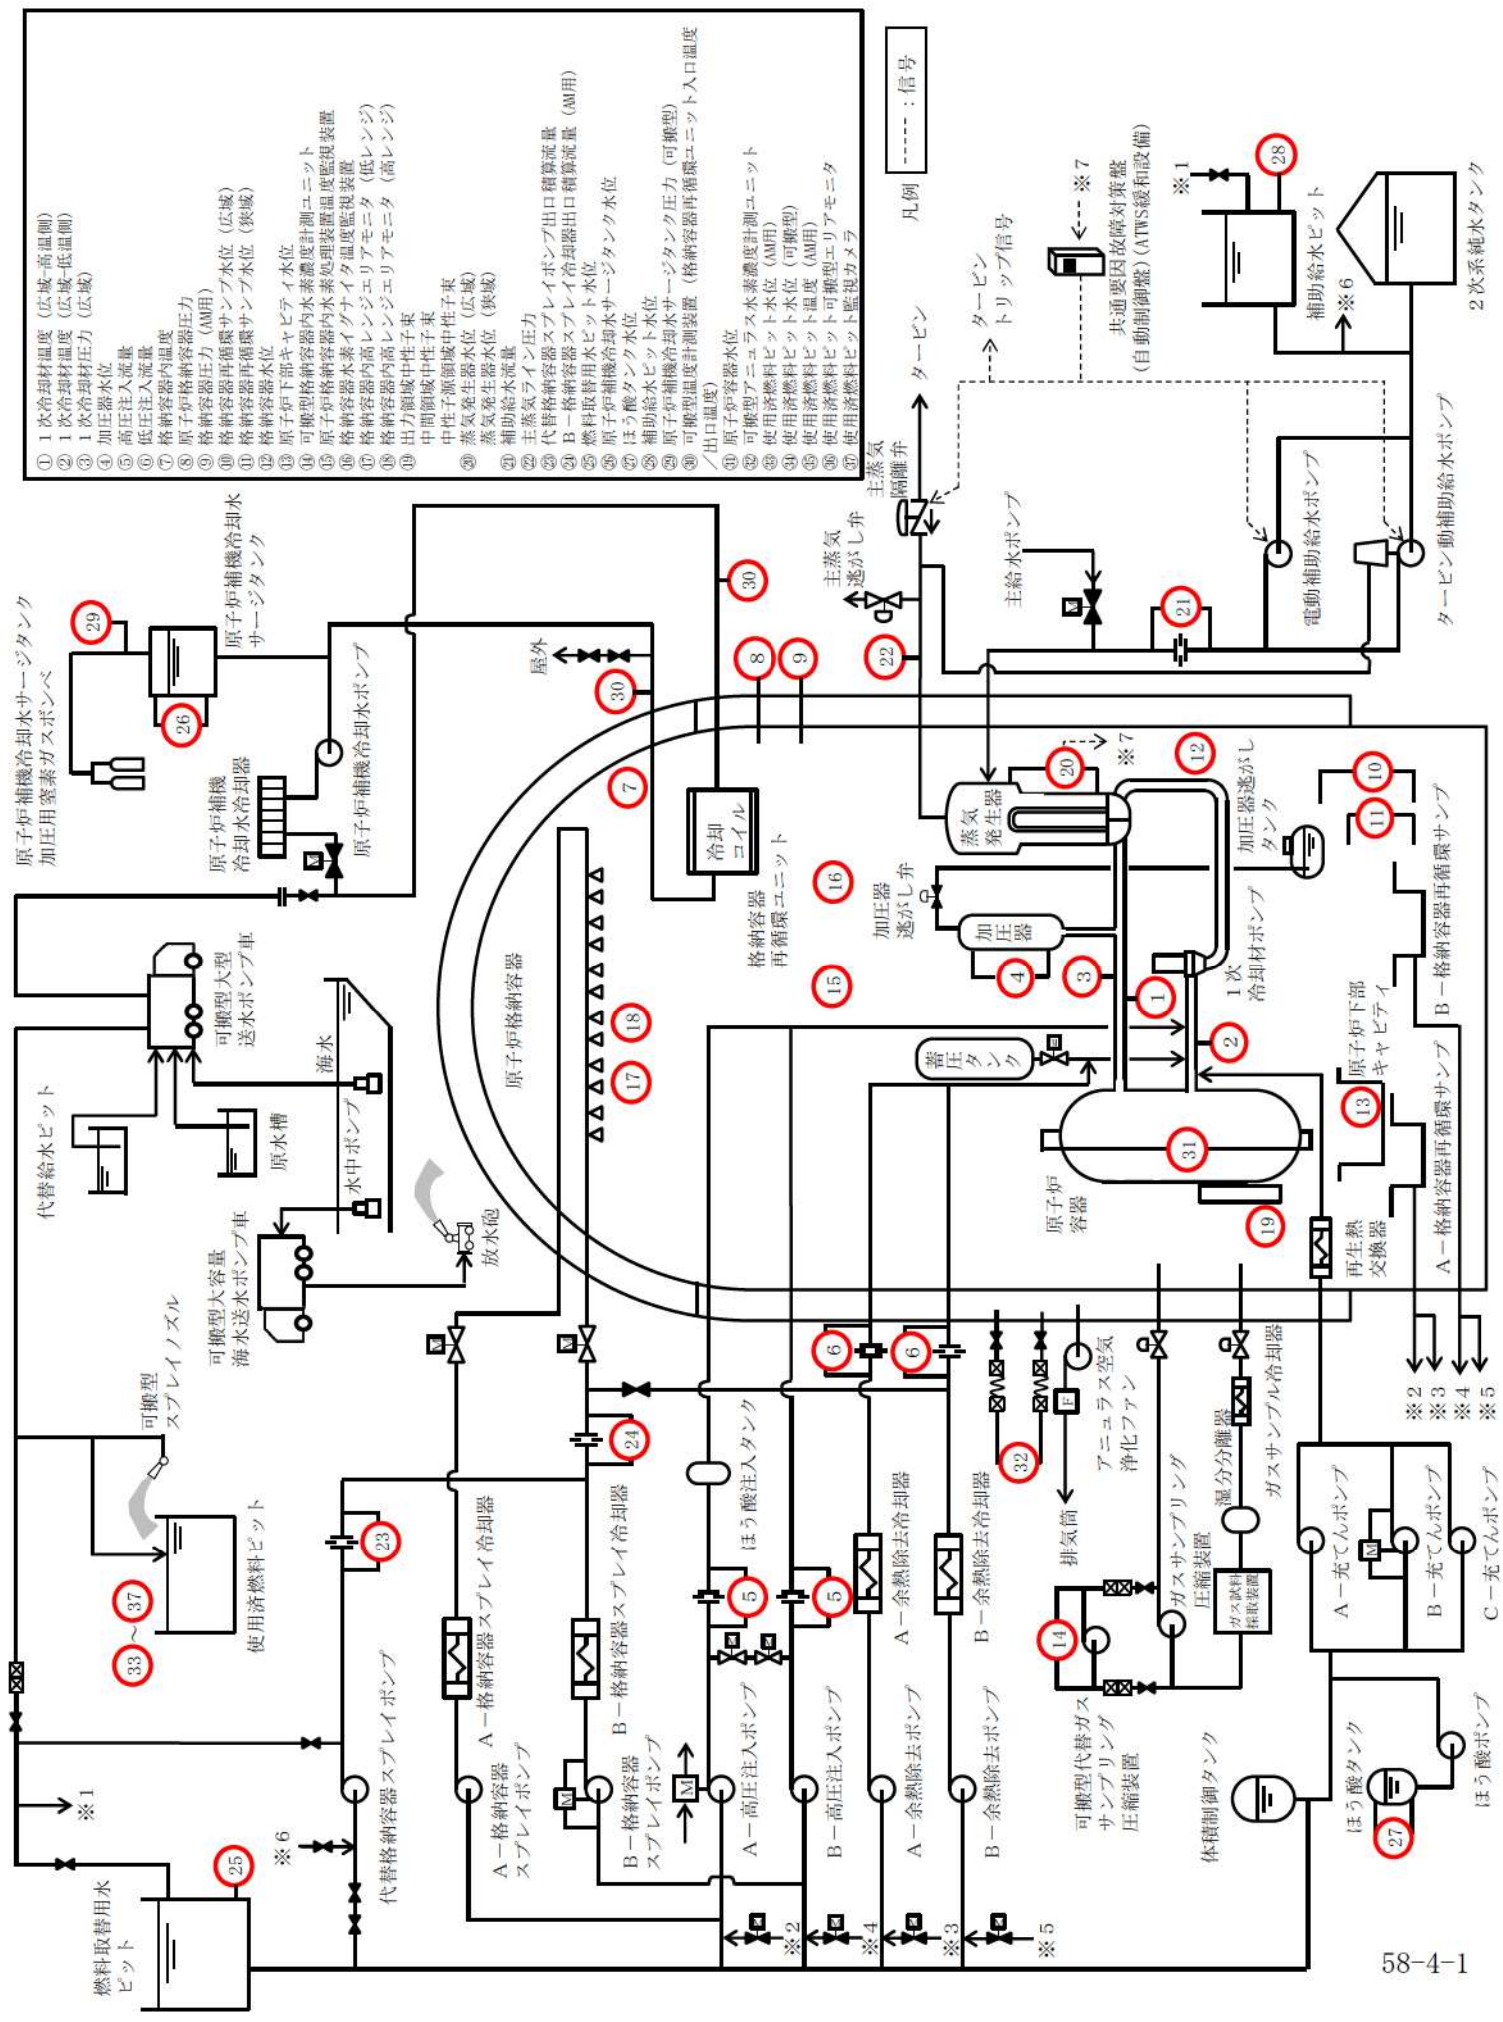 ① 1次冷却材温度(広域-高温側)
② 1次冷却材温度(広域-低温側)
③ 1次冷却材圧力(広域)
④ 加圧器水位
⑤ 高圧注入流量
⑥ 低圧注入流量
⑦ 格納容器内温度
⑧ 原子炉格納容器圧力
⑨ 格納容器圧力(AM用)
⑩ 格納容器再循環サンプ水位(広域)
⑪ 格納容器再循環サンプ水位(狭域)
⑫ 格納容器水位
⑬ 原子炉下部キャビティ水位
⑭ 可搬型格納容器内水素濃度計測ユニット
⑮ 原子炉格納容器内水素処理装置温度監視装置
⑯ 格納容器水素イグナイタ温度監視装置
⑰ 格納容器内高レンジエリアモニタ(低レンジ)
⑱ 格納容器内高レンジエリアモニタ(高レンジ)
⑲ 出力領域中性子束
中間領域中性子束
中性子源領域中性子束
⑳ 蒸気発生器水位(広域)
蒸気発生器水位(狭域)
㉑ 補助給水流量
㉒ 主蒸気ライン圧力
㉓ 代替格納容器スプレイポンプ出口積算流量
㉔ B-格納容器スプレイ冷却器出口積算流量(AM用)
㉕ 燃料取替用水ピット水位
㉖ 原子炉補機冷却水サージタンク水位
㉗ ほう酸タンク水位
㉘ 補助給水ピット水位
㉙ 原子炉補機冷却水サージタンク圧力(可搬型)
㉚ 可搬型温度計測装置(格納容器再循環ユニット入口温度
/出口温度)
㉛ 原子炉容器水位
㉜ 可搬型アニュラス水素濃度計測ユニット
㉝ 使用済燃料ピット水位(AM用)
㉞ 使用済燃料ピット水位(可搬型)
㉟ 使用済燃料ピット温度(AM用)
㊱ 使用済燃料ピット可搬型エリアモニタ
㊲ 使用済燃料ピット監視カメラ
凡例
:信号
原子炉補機冷却水サージタンク
加圧用窒素ガスボンベ
29
26
原子炉補機冷却水
サージタンク
原子炉補機
冷却水冷却器
M
原子炉補機冷却水ポンプ
代替給水ピット
原水槽
可搬型大型
送水ポンプ車
海水
水中ポンプ
可搬型大容量
海水送水ポンプ車
放水砲
可搬型
スプレイノズル
使用済燃料ピット
33
~
37
※1
燃料取替用水
ピット
25
※6
代替格納容器スプレイポンプ
23
24
M
M
A-格納容器スプレイ冷却器
B-格納容器スプレイ冷却器
A-格納容器
スプレイポンプ
M
B-格納容器
スプレイポンプ
原子炉格納容器
17
18
15
16
7
30
30
屋外
冷却
コイル
格納容器
再循環ユニット
8
9
主蒸気
逃がし弁
主蒸気
隔離弁
22
タービン
タービン
トリップ信号
※7
共通要因故障対策盤
(自動制御盤)(ATWS緩和設備)
※1
28
補助給水ピット
※6
2次系純水タンク
主給水ポンプ
M
21
電動補助給水ポンプ
タービン動補助給水ポンプ
蒸気
発生器
20
※7
12
加圧器
逃がし弁
加圧器
4
3
加圧器逃がし
タンク
1
2
1次
冷却材ポンプ
蓄圧
タンク
31
原子炉
容器
19
10
11
B-格納容器再循環サンプ
原子炉下部
キャビティ
13
A-格納容器再循環サンプ
再生熱
交換器
※2
※3
※4
※5
6
6
ほう酸注入タンク
5
5
M
A-高圧注入ポンプ
B-高圧注入ポンプ
A-余熱除去冷却器
B-余熱除去冷却器
A-余熱除去ポンプ
B-余熱除去ポンプ
※2
※4
※3
※5
32
F
排気筒
アニュラス空気
浄化ファン
14
ガスサンプリング
圧縮装置
可搬型代替ガス
サンプリング
圧縮装置
湿分分離器
ガスサンプル冷却器
ガス試料
採取装置
A-充てんポンプ
M
B-充てんポンプ
C-充てんポンプ
体積制御タンク
ほう酸タンク
27
ほう酸ポンプ
58-4-1